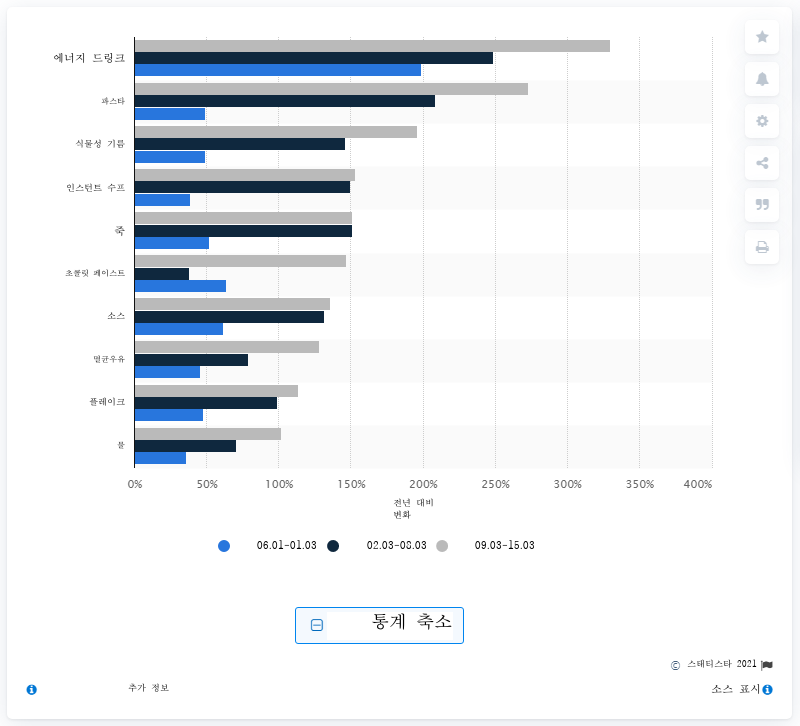 에너지 드링크
파스타
식물성 기름
인스턴트 수프
죽
초콜릿 페이스트
소스
멸균우유
플레이크
물
0% 50% 100% 150% 200% 250% 300% 350% 400%
전년 대비
변화
06.01-01.03 02.03-08.03 09.03-15.03
통계 축소
© 스태티스타 2021
추가 정보 소스 표시